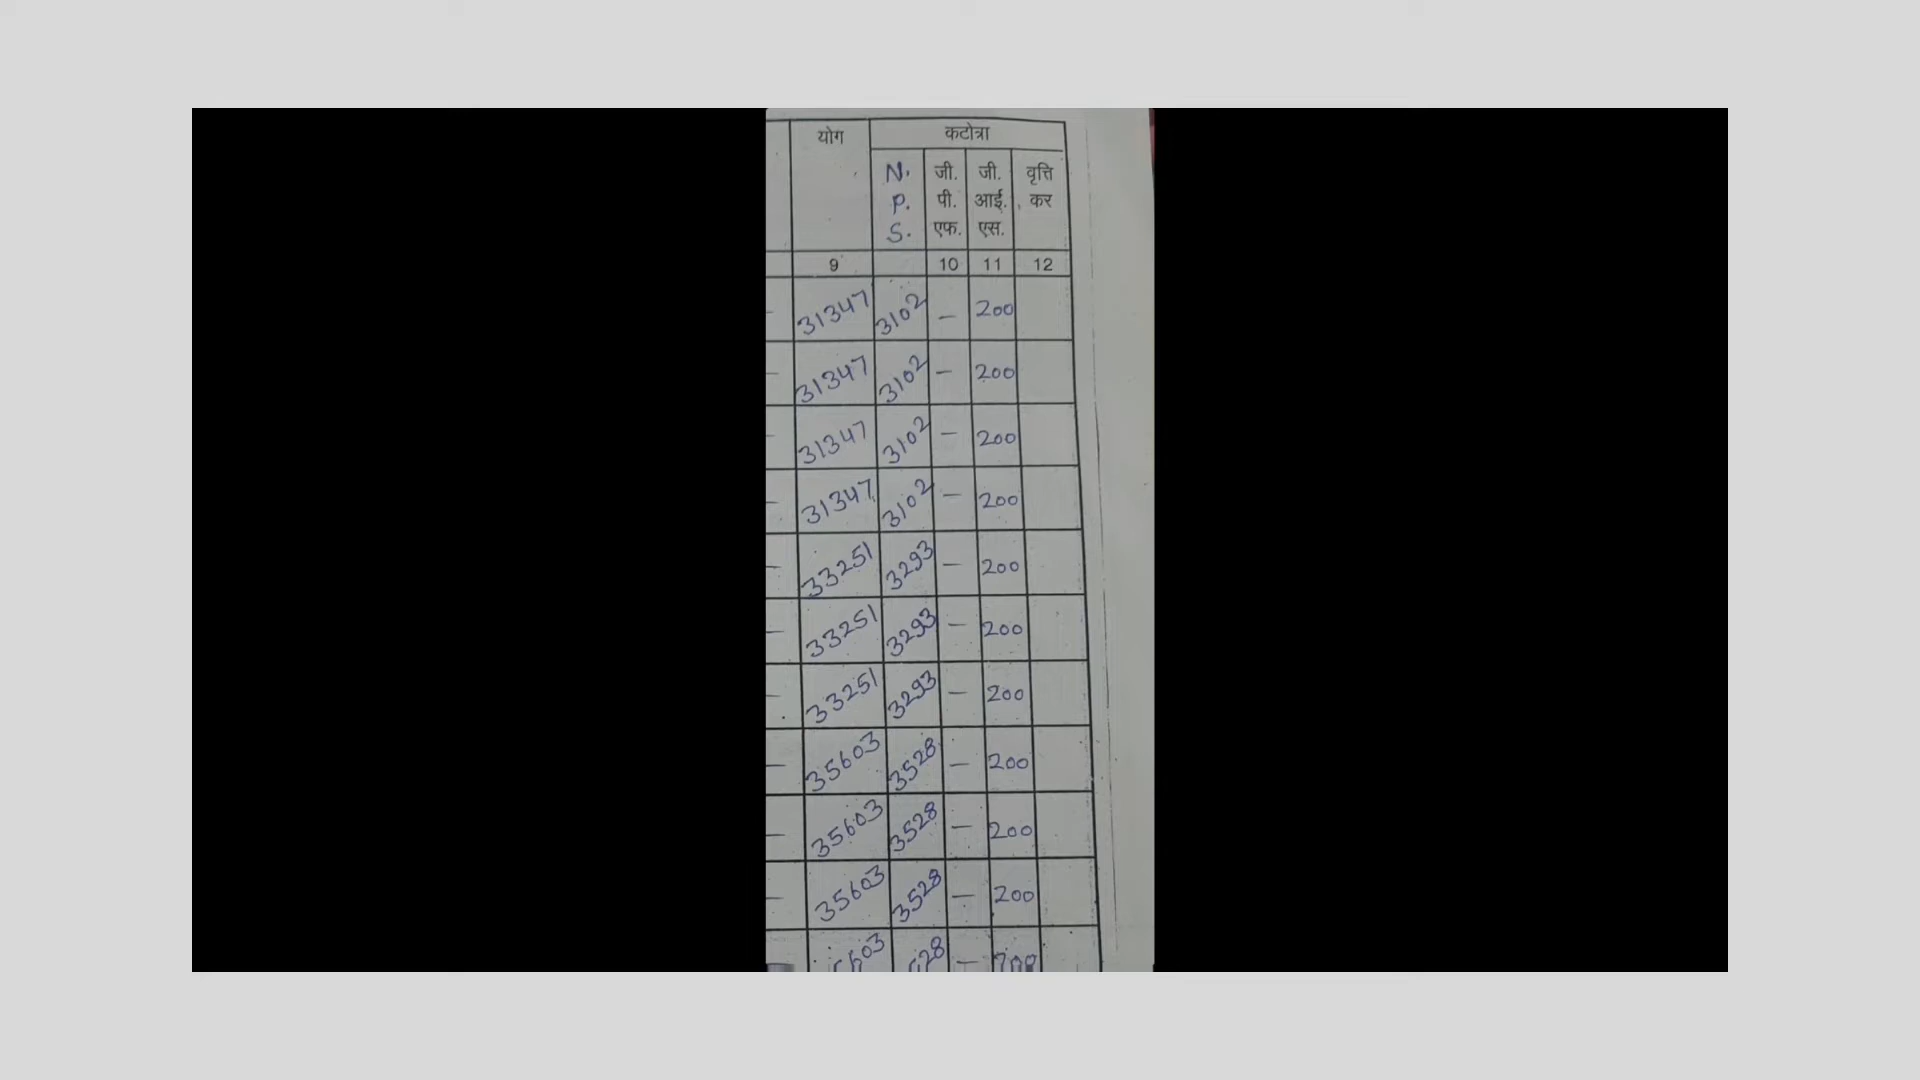 योग कटोत्रा
N. P. S. जी. पी. एफ. जी. आई. एस. वृत्ति कर
9 10 11 12
31347 3102 — 200
31347 3102 — 200
31347 3102 — 200
31347 3102 — 200
33251 3293 — 200
33251 3293 — 200
33251 3293 — 200
35603 3528 — 200
35603 3528 — 200
35603 3528 — 200